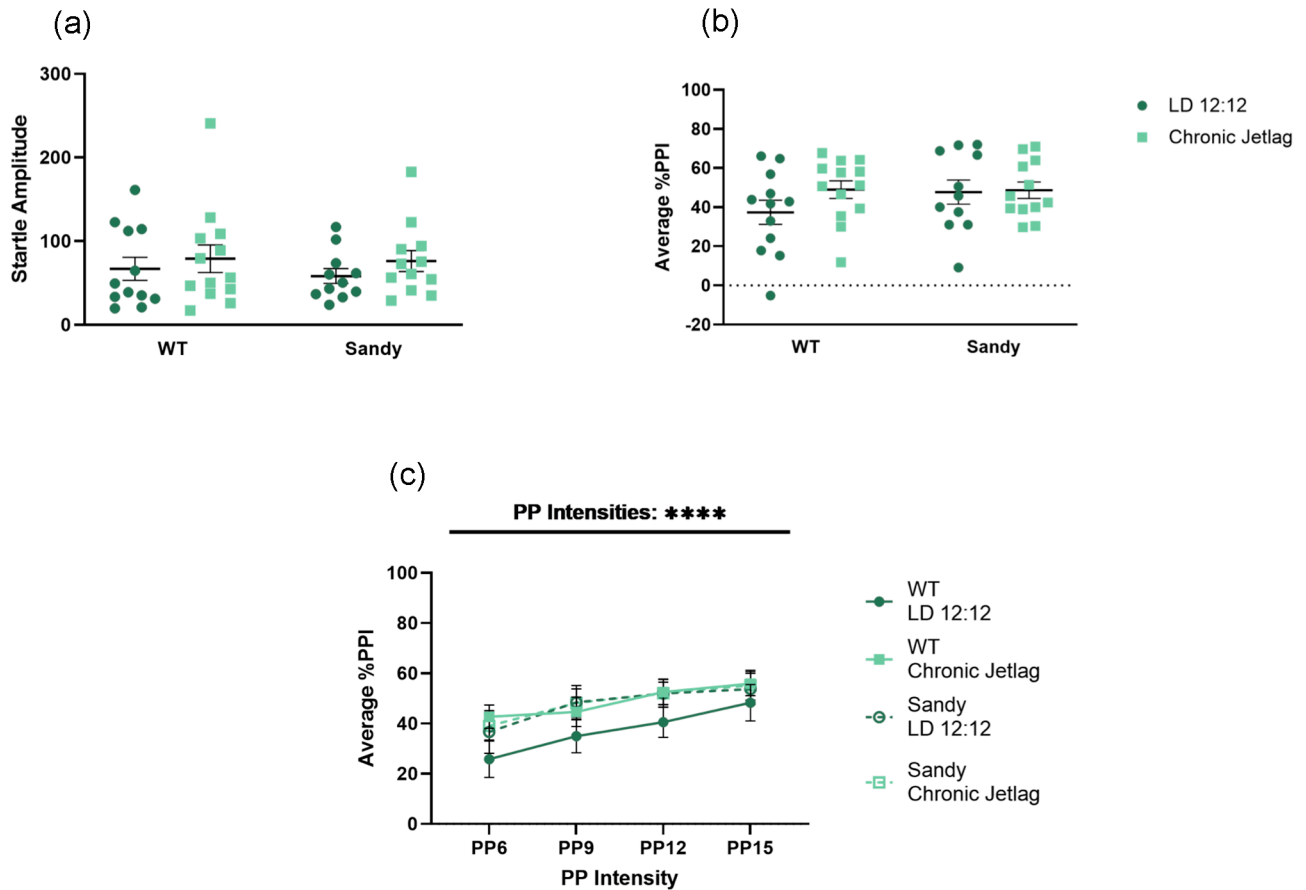 (a)
300
200
100
0
Startle Amplitude
WT
Sandy
(b)
100
80
60
40
20
0
-20
Average %PPI
WT
Sandy
LD 12:12
Chronic Jetlag
(c)
PP Intensities: ****
100
80
60
40
20
0
Average %PPI
PP6
PP9
PP12
PP15
PP Intensity
WT
LD 12:12
WT
Chronic Jetlag
Sandy
LD 12:12
Sandy
Chronic Jetlag